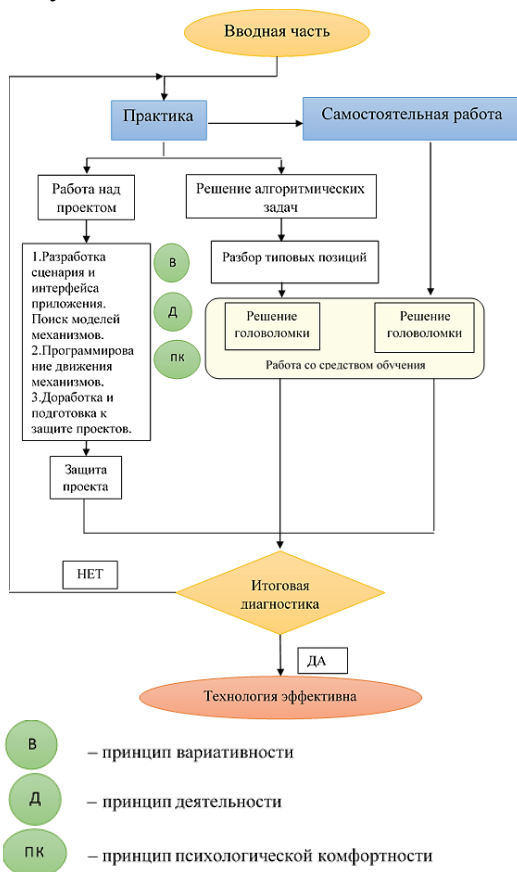 Вводная часть
Практика
Самостоятельная работа
Работа над
проектом
Решение алгоритмических
задач
1.Разработка
сценария и
интерфейса
приложения.
Поиск моделей
механизмов.
2.Программирова
ние движения
механизмов.
3.Доработка и
подготовка к
защите проектов.
В
Д
ПК
Разбор типовых позиций
Решение
головоломки
Решение
головоломки
Работа со средством обучения
Защита
проекта
НЕТ
Итоговая
диагностика
ДА
Технология эффективна
В – принцип вариативности
Д – принцип деятельности
ПК – принцип психологической комфортности